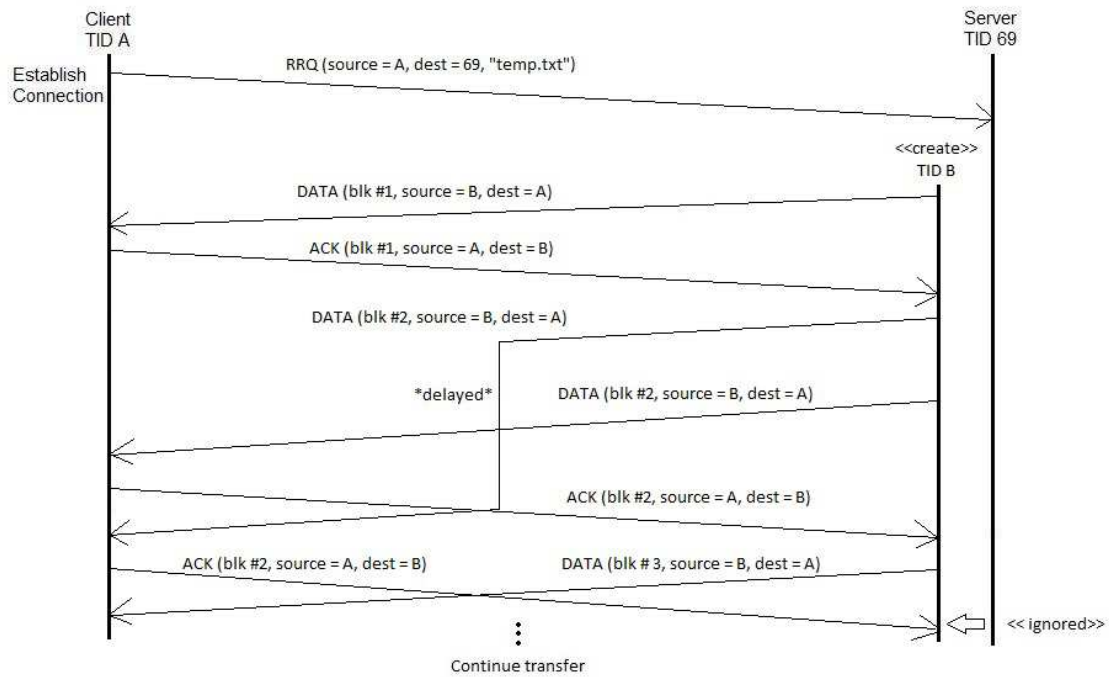 Client
TID A
Server
TID 69
Establish
Connection
RRQ (source = A, dest = 69, "temp.txt")
<<create>>
TID B
DATA (blk #1, source = B, dest = A)
ACK (blk #1, source = A, dest = B)
DATA (blk #2, source = B, dest = A)
*delayed*
DATA (blk #2, source = B, dest = A)
ACK (blk #2, source = A, dest = B)
ACK (blk #2, source = A, dest = B)
DATA (blk # 3, source = B, dest = A)
<< ignored>>
Continue transfer